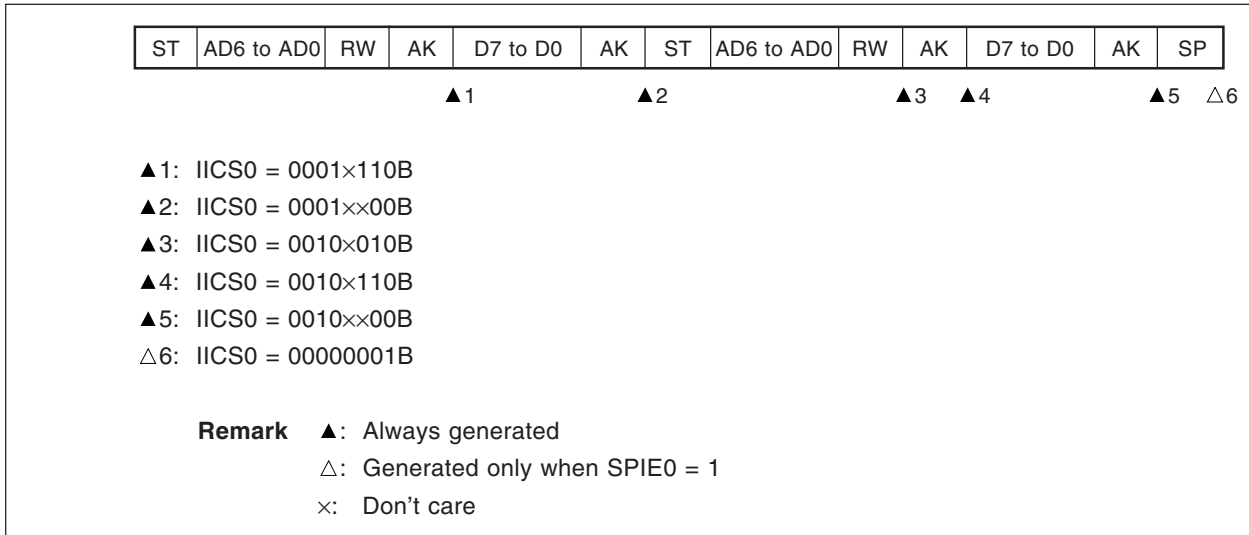 ST AD6 to AD0 RW AK D7 to D0 AK ST AD6 to AD0 RW AK D7 to D0 AK SP
▲1 ▲2 ▲3 ▲4 ▲5 △6
▲1: IICS0 = 0001×110B
▲2: IICS0 = 0001××00B
▲3: IICS0 = 0010×010B
▲4: IICS0 = 0010×110B
▲5: IICS0 = 0010××00B
△6: IICS0 = 00000001B
Remark ▲: Always generated
△: Generated only when SPIE0 = 1
×: Don't care